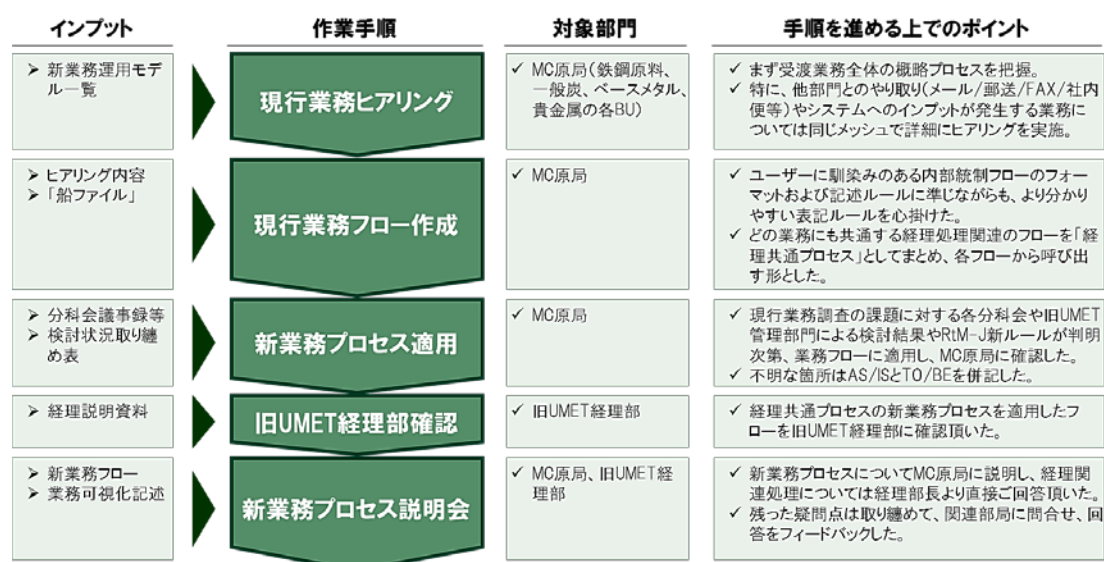 インプット
作業手順
対象部門
手順を進める上でのポイント
➢ 新業務運用モデ
ル一覧
現行業務ヒアリング
✓ MC原局(鉄鋼原料、
一般炭、ベースメタル、
貴金属の各BU)
✓ まず受渡業務全体の概略プロセスを把握。
✓ 特に、他部門とのやり取り(メール/郵送/FAX/社内
便等)やシステムへのインプットが発生する業務に
ついては同じメッシュで詳細にヒアリングを実施。
➢ ヒアリング内容
➢ 「船ファイル」
現行業務フロー作成
✓ MC原局
✓ ユーザーに馴染みのある内部統制フローのフォー
マットおよび記述ルールに準じながらも、より分かり
やすい表記ルールを心掛けた。
✓ どの業務にも共通する経理処理関連のフローを「経
理共通プロセス」としてまとめ、各フローから呼び出
す形とした。
➢ 分科会議事録等
➢ 検討状況取り纏
め表
新業務プロセス適用
✓ MC原局
✓ 現行業務調査の課題に対する各分科会や旧UMET
管理部門による検討結果やRtM-J新ルールが判明
次第、業務フローに適用し、MC原局に確認した。
✓ 不明な箇所はAS/ISとTO/BEを併記した。
➢ 経理説明資料
旧UMET経理部確認
✓ 旧UMET経理部
✓ 経理共通プロセスの新業務プロセスを適用したフ
ローを旧UMET経理部に確認頂いた。
➢ 新業務フロー
➢ 業務可視化記述
新業務プロセス説明会
✓ MC原局、旧UMET経
理部
✓ 新業務プロセスについてMC原局に説明し、経理関
連処理については経理部長より直接ご回答頂いた。
✓ 残った疑問点は取り纏めて、関連部局に問合せ、回
答をフィードバックした。